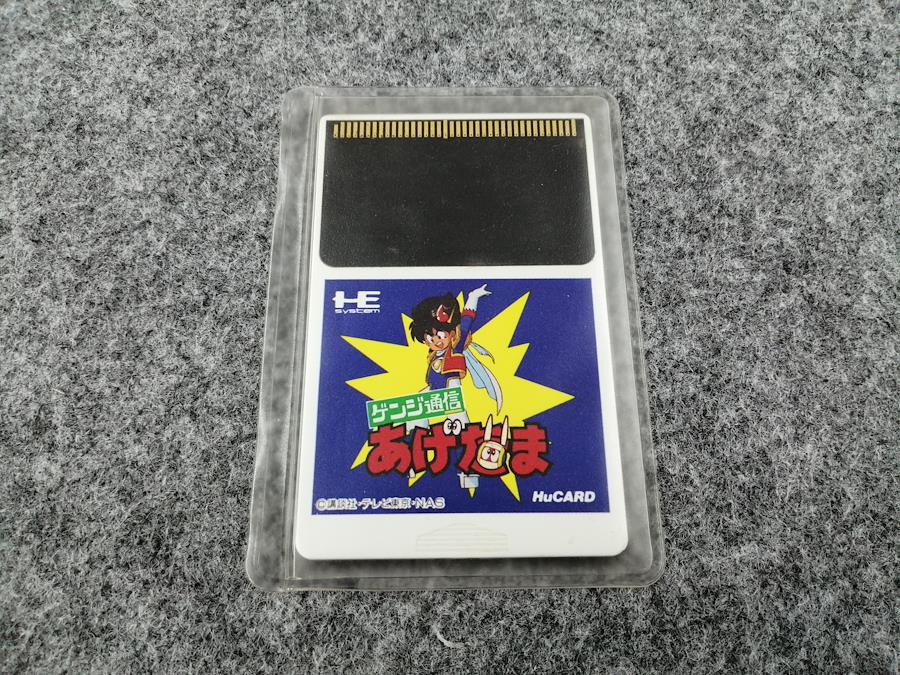 HE
system
ゲンジ通信
あげだま
HuCARD
©講談社・テレビ東京・NAS